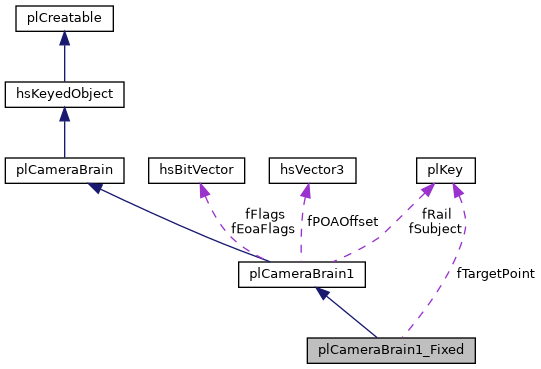 plCreatable
hsKeyedObject
plCameraBrain
hsBitVector
hsVector3
plKey
fFlags
fEoaFlags
fPOAOffset
fRail
fSubject
plCameraBrain1
fTargetPoint
plCameraBrain1_Fixed